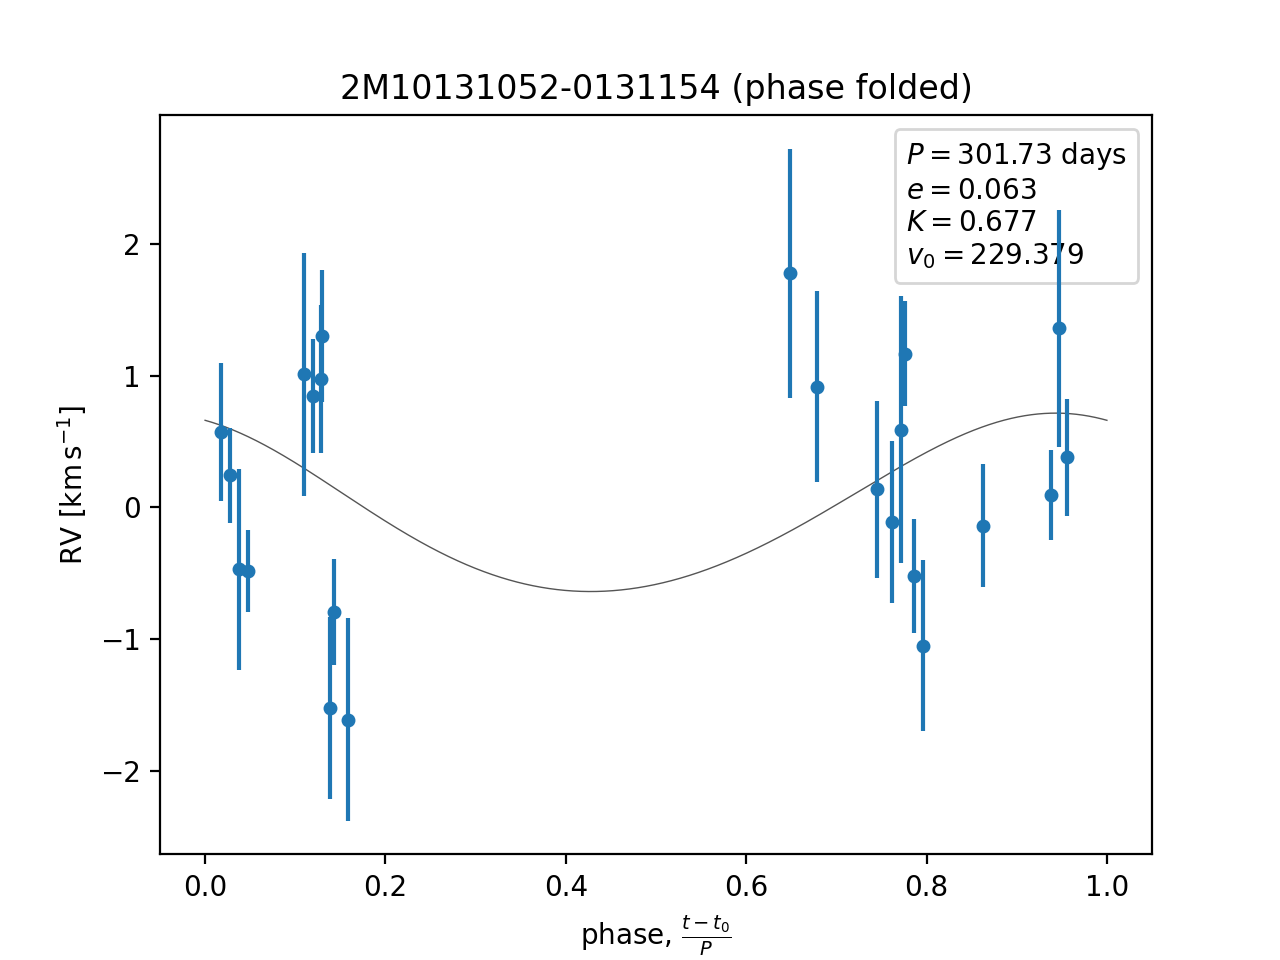 2M10131052-0131154 (phase folded)
P = 301.73 days
e = 0.063
K = 0.677
v₀ = 229.379
RV [km s⁻¹]
2
1
0
−1
−2
0.0 0.2 0.4 0.6 0.8 1.0
phase, (t − t₀)/P